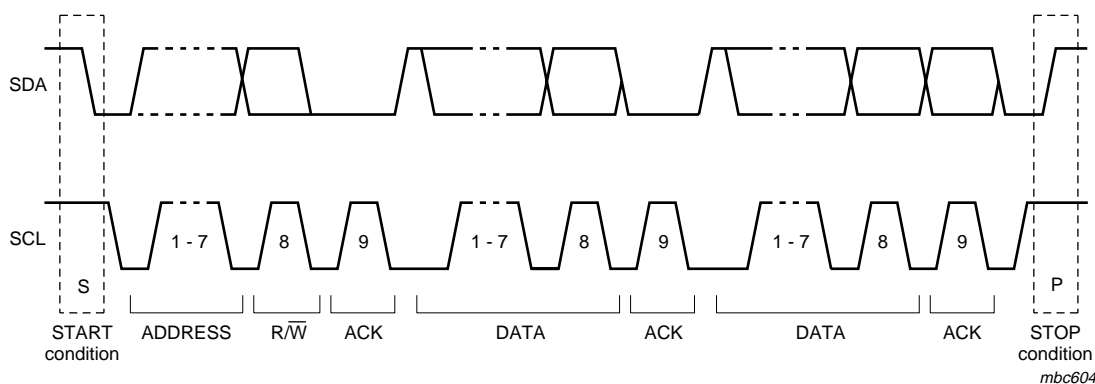 SDA
SCL
1 - 7
8
9
1 - 7
8
9
1 - 7
8
9
S
P
START
condition
ADDRESS
R/W̅
ACK
DATA
ACK
DATA
ACK
STOP
condition
mbc604